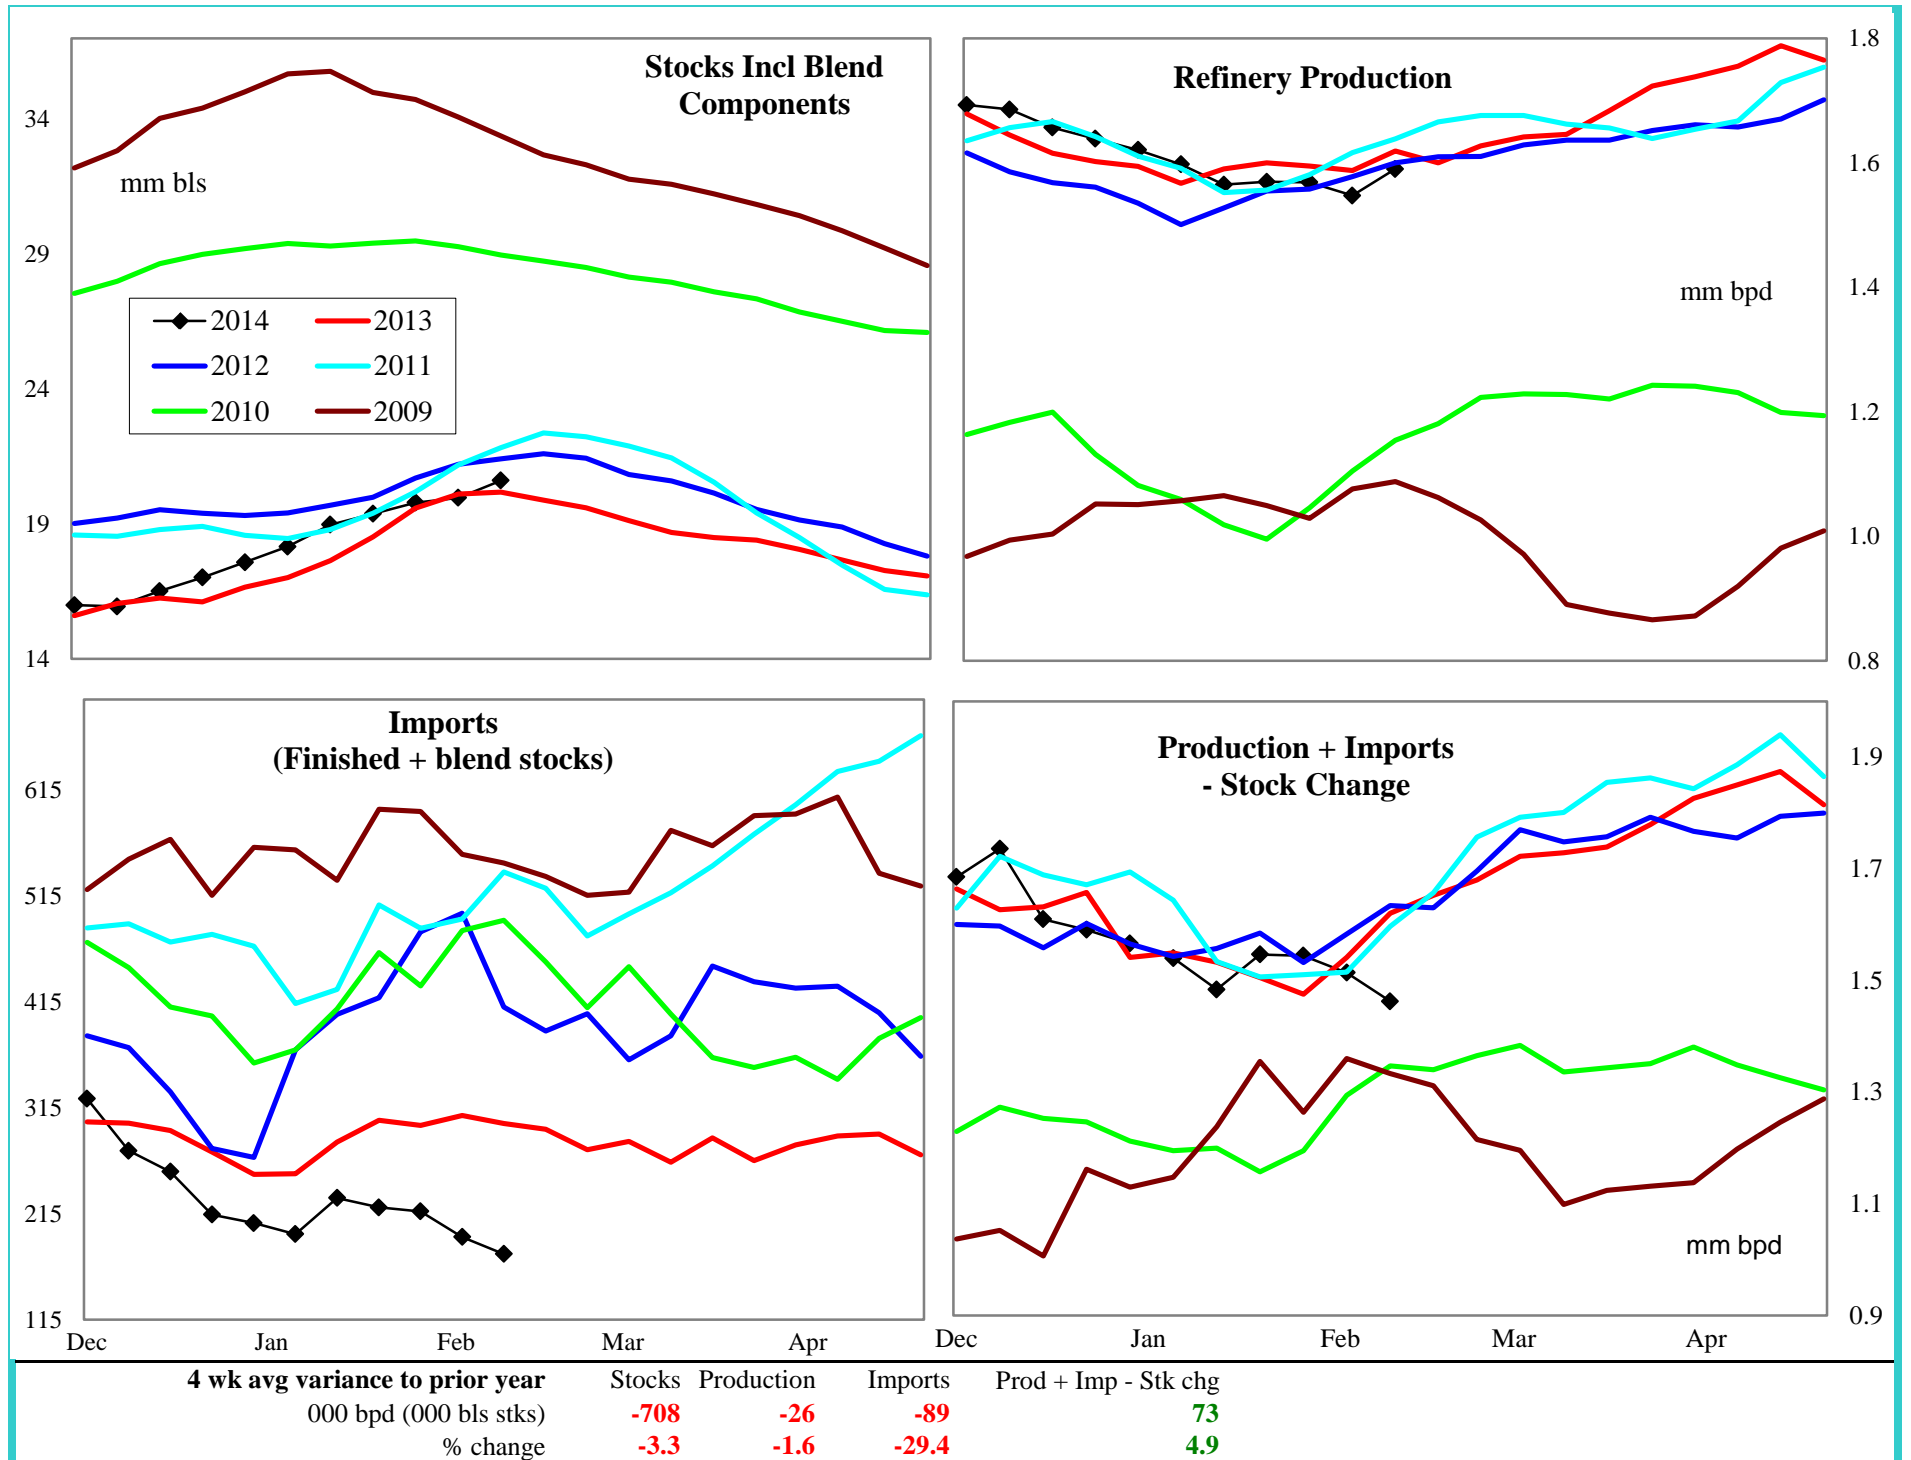 Stocks Incl Blend
Components
34
mm bls
29
2014 2013
2012 2011
2010 2009
24
19
14
Refinery Production
1.8
1.6
mm bpd
1.4
1.2
1.0
0.8
Imports
(Finished + blend stocks)
615
515
415
315
215
115
Dec Jan Feb Mar Apr
Production + Imports
- Stock Change
1.9
1.7
1.5
1.3
1.1
mm bpd
0.9
Dec Jan Feb Mar Apr
4 wk avg variance to prior year Stocks Production Imports Prod + Imp - Stk chg
000 bpd (000 bls stks) -708 -26 -89 73
% change -3.3 -1.6 -29.4 4.9